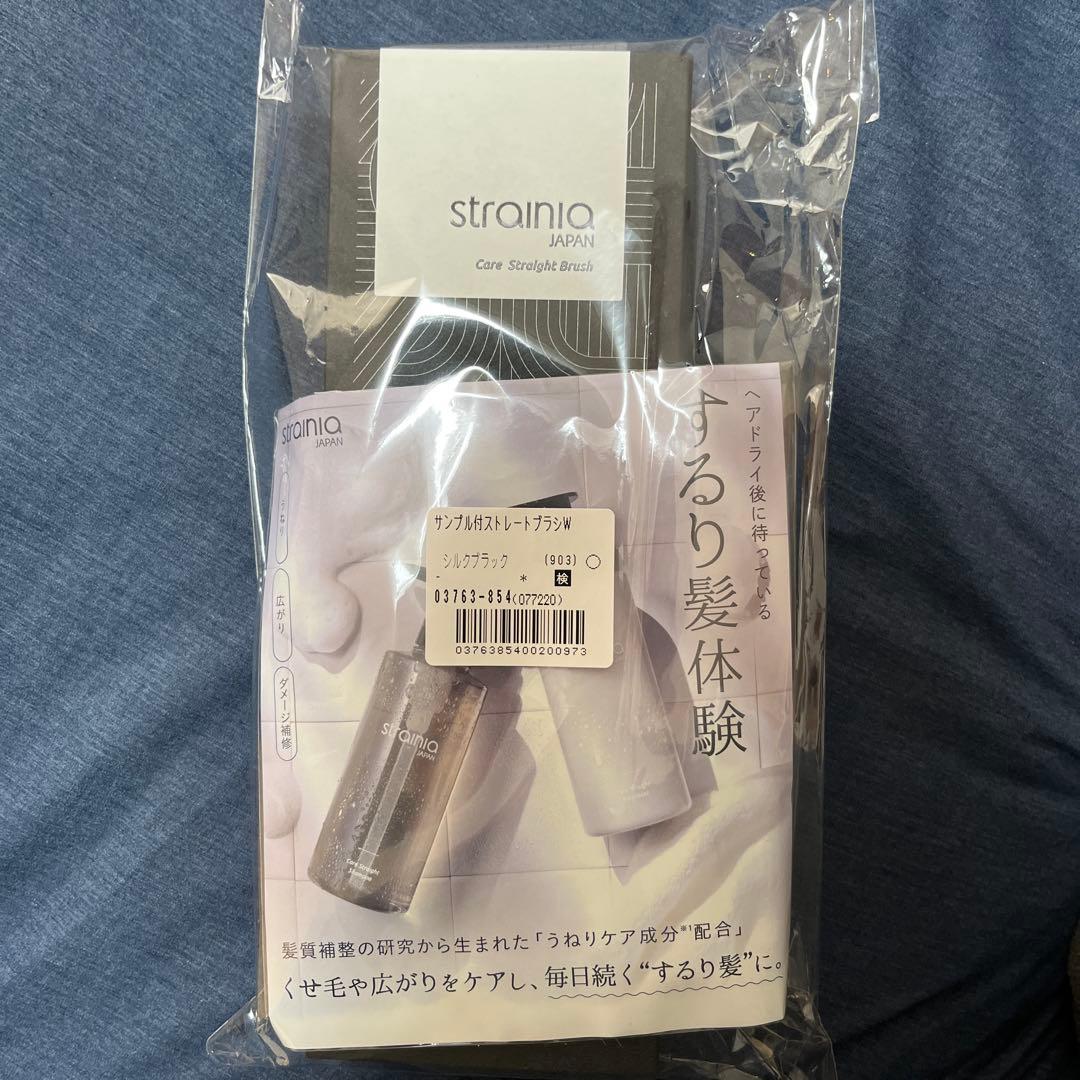 strainia
JAPAN
Care Straight Brush
strainia
JAPAN
うねり
広がり
ダメージ補修
ヘアドライ後に待っている
するり髪体験
サンプル付ストレートブラシW
シルクブラック (903) ○
- * 検
03763-854(077220)
0376385400200973
strainia
JAPAN
Care Straight
Shampoo
髪質補整の研究から生まれた「うねりケア成分※1配合」
くせ毛や広がりをケアし、毎日続く“するり髪”に。